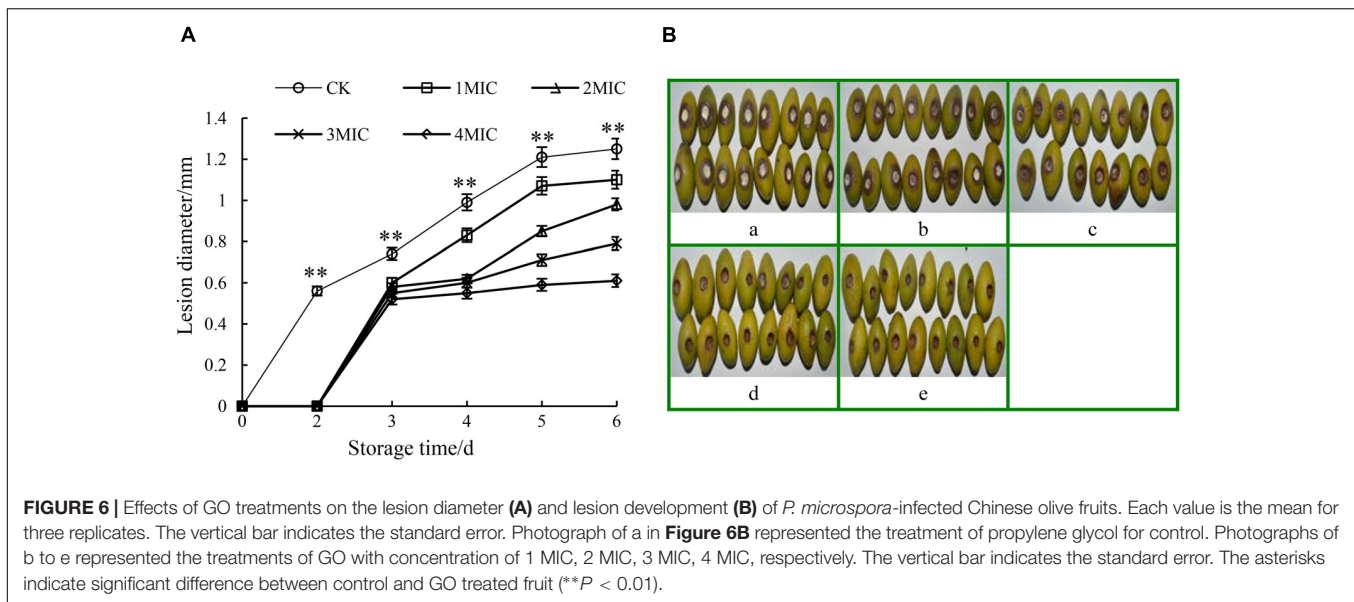 A
B
CK 1MIC 2MIC
3MIC 4MIC
1.4
1.2
1
0.8
0.6
0.4
0.2
0
Lesion diameter/mm
**
**
**
**
**
0 2 3 4 5 6
Storage time/d
a b c
d e
FIGURE 6 | Effects of GO treatments on the lesion diameter (A) and lesion development (B) of P. microspora-infected Chinese olive fruits. Each value is the mean for
three replicates. The vertical bar indicates the standard error. Photograph of a in Figure 6B represented the treatment of propylene glycol for control. Photographs of
b to e represented the treatments of GO with concentration of 1 MIC, 2 MIC, 3 MIC, 4 MIC, respectively. The vertical bar indicates the standard error. The asterisks
indicate significant difference between control and GO treated fruit (**P < 0.01).